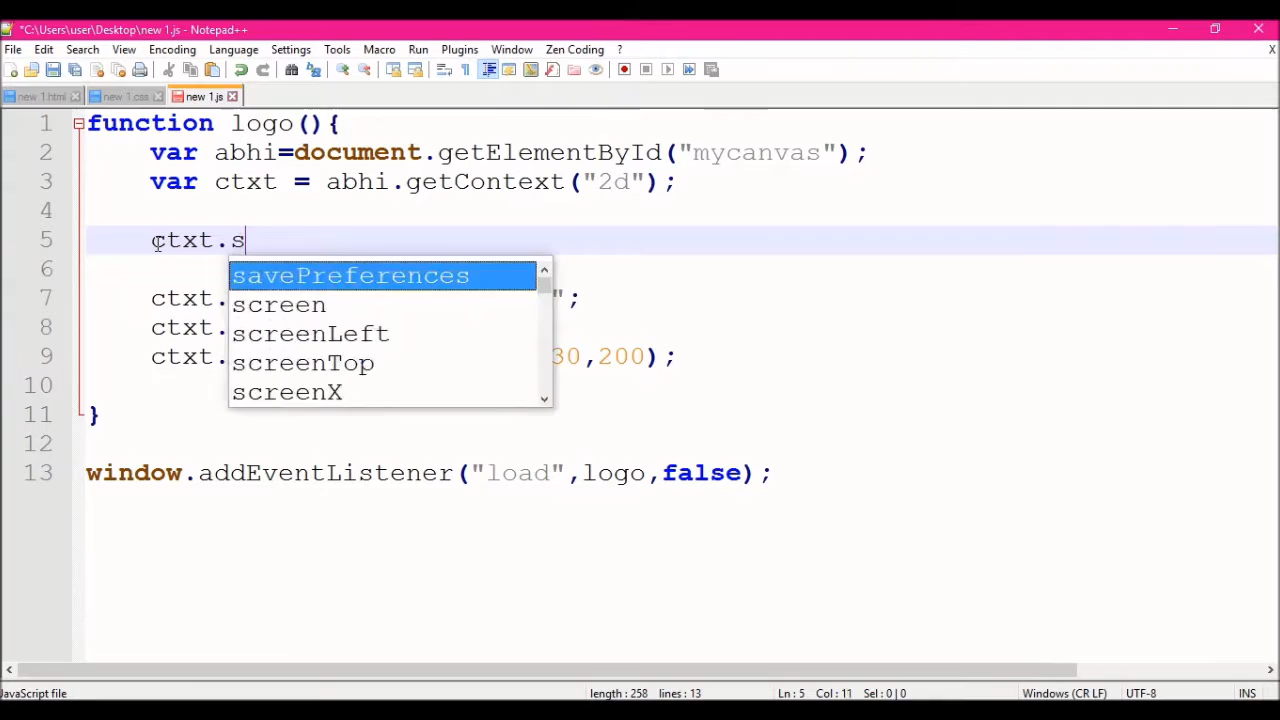 *C:\Users\user\Desktop\new 1.js - Notepad++
File Edit Search View Encoding Language Settings Tools Macro Run Plugins Window Zen Coding ? X
new 1.html new 1.css new 1.js
1 function logo(){
2 var abhi=document.getElementById("mycanvas");
3 var ctxt = abhi.getContext("2d");
4
5 ctxt.s
6 savePreferences
7 ctxt. screen ";
8 ctxt. screenLeft
9 ctxt. screenTop 30,200);
10 screenX
11 }
12
13 window.addEventListener("load",logo,false);
JavaScript file length : 258 lines : 13 Ln : 5 Col : 11 Sel : 0 | 0 Windows (CR LF) UTF-8 INS